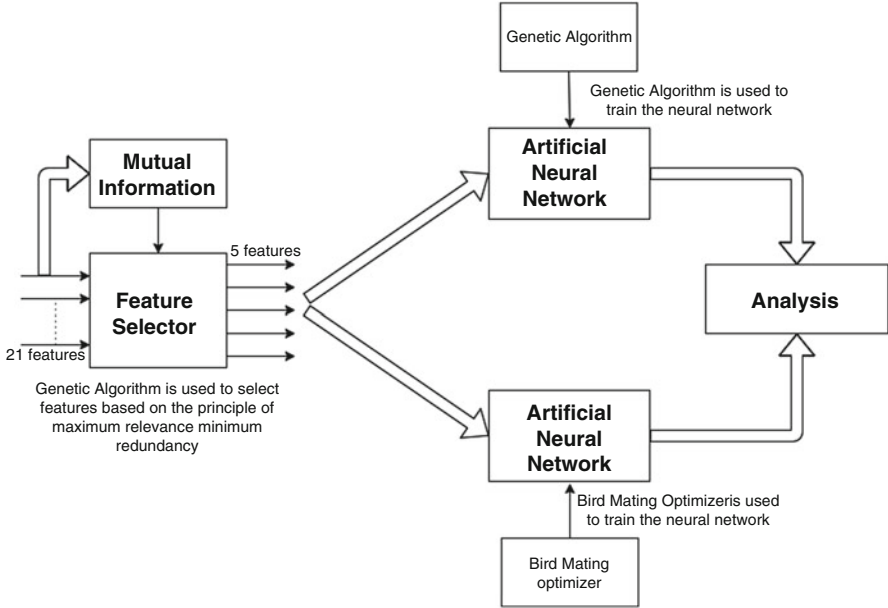 Genetic Algorithm
Genetic Algorithm is used to
train the neural network
Artificial
Neural
Network
Mutual
Information
5 features
Feature
Selector
21 features
Genetic Algorithm is used to select
features based on the principle of
maximum relevance minimum
redundancy
Analysis
Artificial
Neural
Network
Bird Mating Optimizeris used
to train the neural network
Bird Mating
optimizer